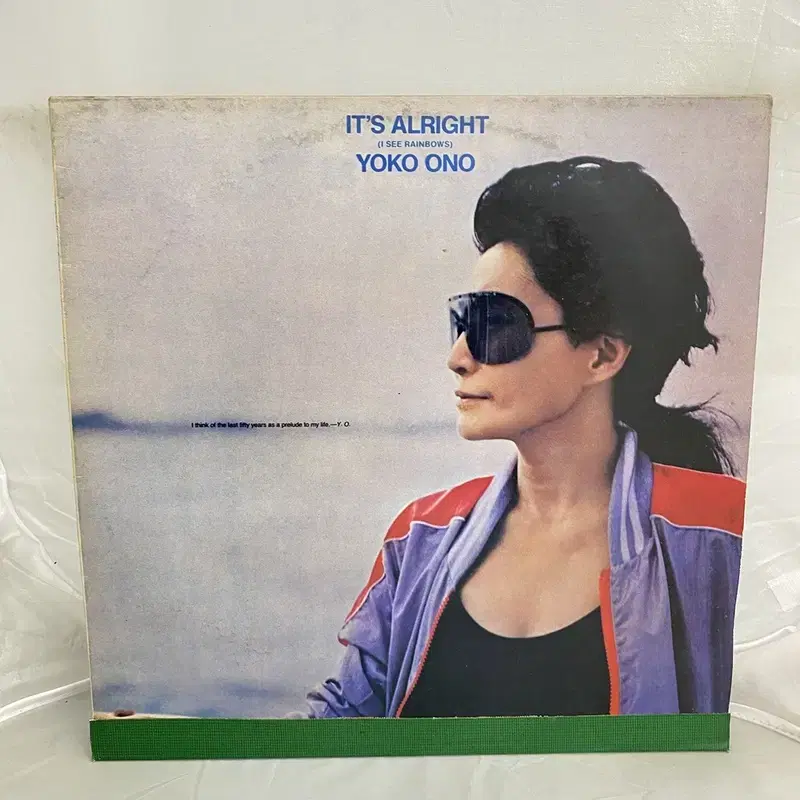 IT'S ALRIGHT
(I SEE RAINBOWS)
YOKO ONO
I think of the last fifty years as a prelude to my life.—Y. O.